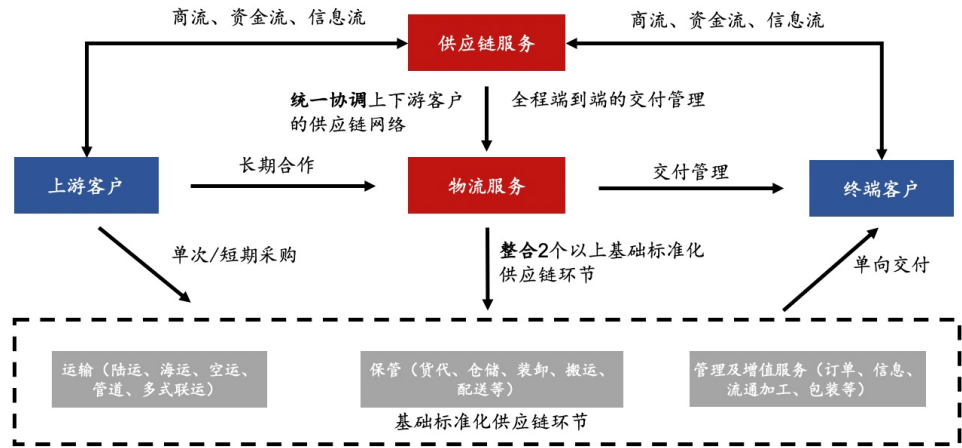 商流、资金流、信息流
供应链服务
商流、资金流、信息流
统一协调上下游客户
的供应链网络
全程端到端的交付管理
上游客户
长期合作
物流服务
交付管理
终端客户
单次/短期采购
整合2个以上基础标准化
供应链环节
单向交付
运输（陆运、海运、空运、
管道、多式联运）
保管（货代、仓储、装卸、搬运、
配送等）
管理及增值服务（订单、信息、
流通加工、包装等）
基础标准化供应链环节